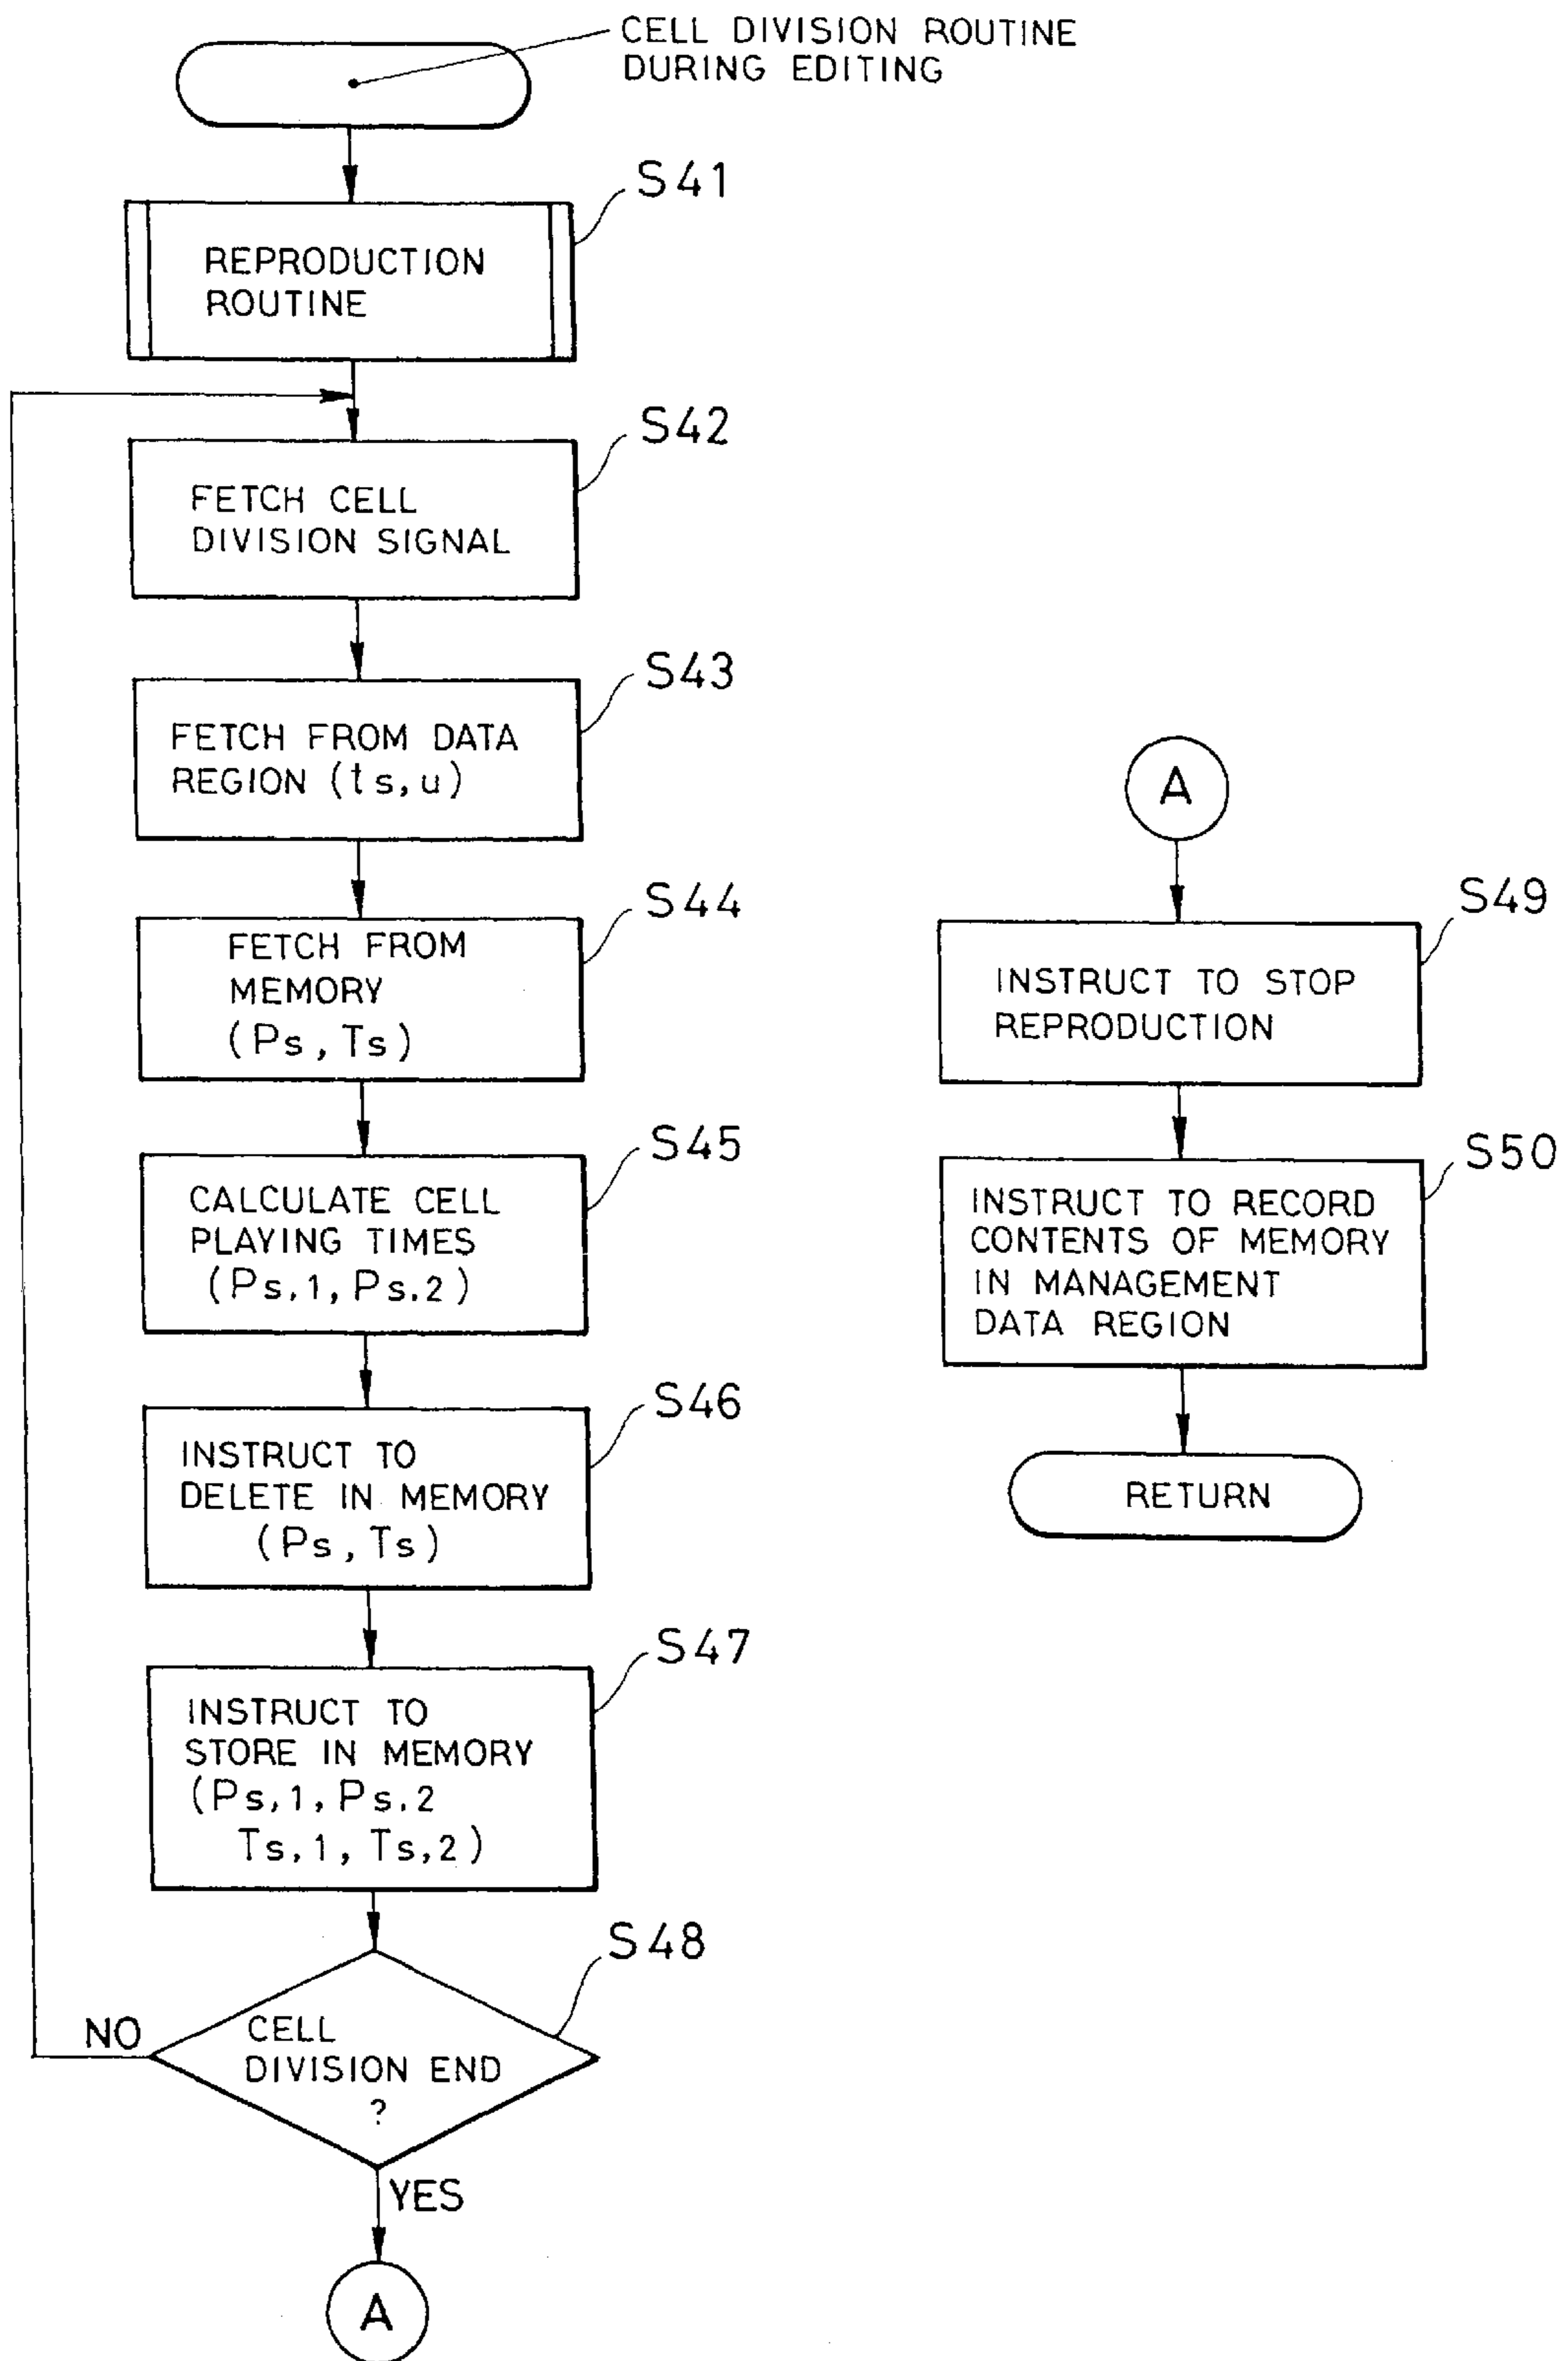 CELL DIVISION ROUTINE
DURING EDITING
S41
REPRODUCTION
ROUTINE
S42
FETCH CELL
DIVISION SIGNAL
S43
FETCH FROM DATA
REGION (ts,u)
S44
FETCH FROM
MEMORY
(Ps, Ts)
S45
CALCULATE CELL
PLAYING TIMES
(Ps,1, Ps,2)
S46
INSTRUCT TO
DELETE IN MEMORY
(Ps, Ts)
S47
INSTRUCT TO
STORE IN MEMORY
(Ps,1, Ps,2
Ts,1, Ts,2)
S48
NO
CELL
DIVISION END
?
YES
A
A
S49
INSTRUCT TO STOP
REPRODUCTION
S50
INSTRUCT TO RECORD
CONTENTS OF MEMORY
IN MANAGEMENT
DATA REGION
RETURN